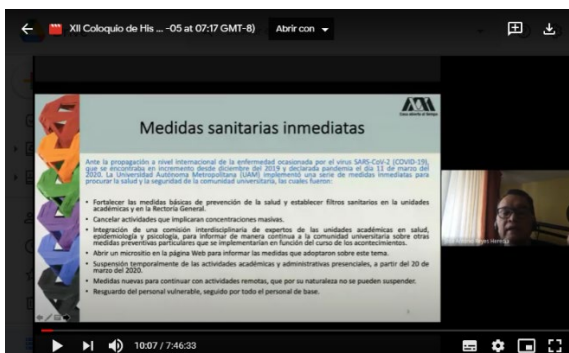 XII Coloquio de His ... -05 at 07:17 GMT-8)
Abrir con
Casa abierta al tiempo
Medidas sanitarias inmediatas
Ante la propagación a nivel internacional de la enfermedad ocasionada por el virus SARS-CoV-2 (COVID-19),
que se encontraba en incremento desde diciembre del 2019 y declarada pandemia el día 11 de marzo del
2020, La Universidad Autónoma Metropolitana (UAM) implementó una serie de medidas inmediatas para
procurar la salud y la seguridad de la comunidad universitaria, las cuales fueron:
• Fortalecer las medidas básicas de prevención de la salud y establecer filtros sanitarios en la unidades
académicas y en la Rectoría General.
• Cancelar actividades que implicaran concentraciones masivas.
• Integración de una comisión interdisciplinaria de expertos de las unidades académicas en salud,
epidemiología y psicología, para informar de manera continua a la comunidad universitaria sobre otras
medidas preventivas particulares que se implementarían en función del curso de los acontecimientos.
• Abrir un micrositio en la página Web para informar las medidas que adoptaron sobre este tema.
• Suspensión temporalmente de las actividades académicas y administrativas presenciales, a partir del 20 de
marzo del 2020.
• Medidas nuevas para continuar con actividades remotas, que por su naturaleza no se pueden suspender.
• Resguardo del personal vulnerable, seguido por todo el personal de base.
Reyes Heredia
10:07 / 7:46:33